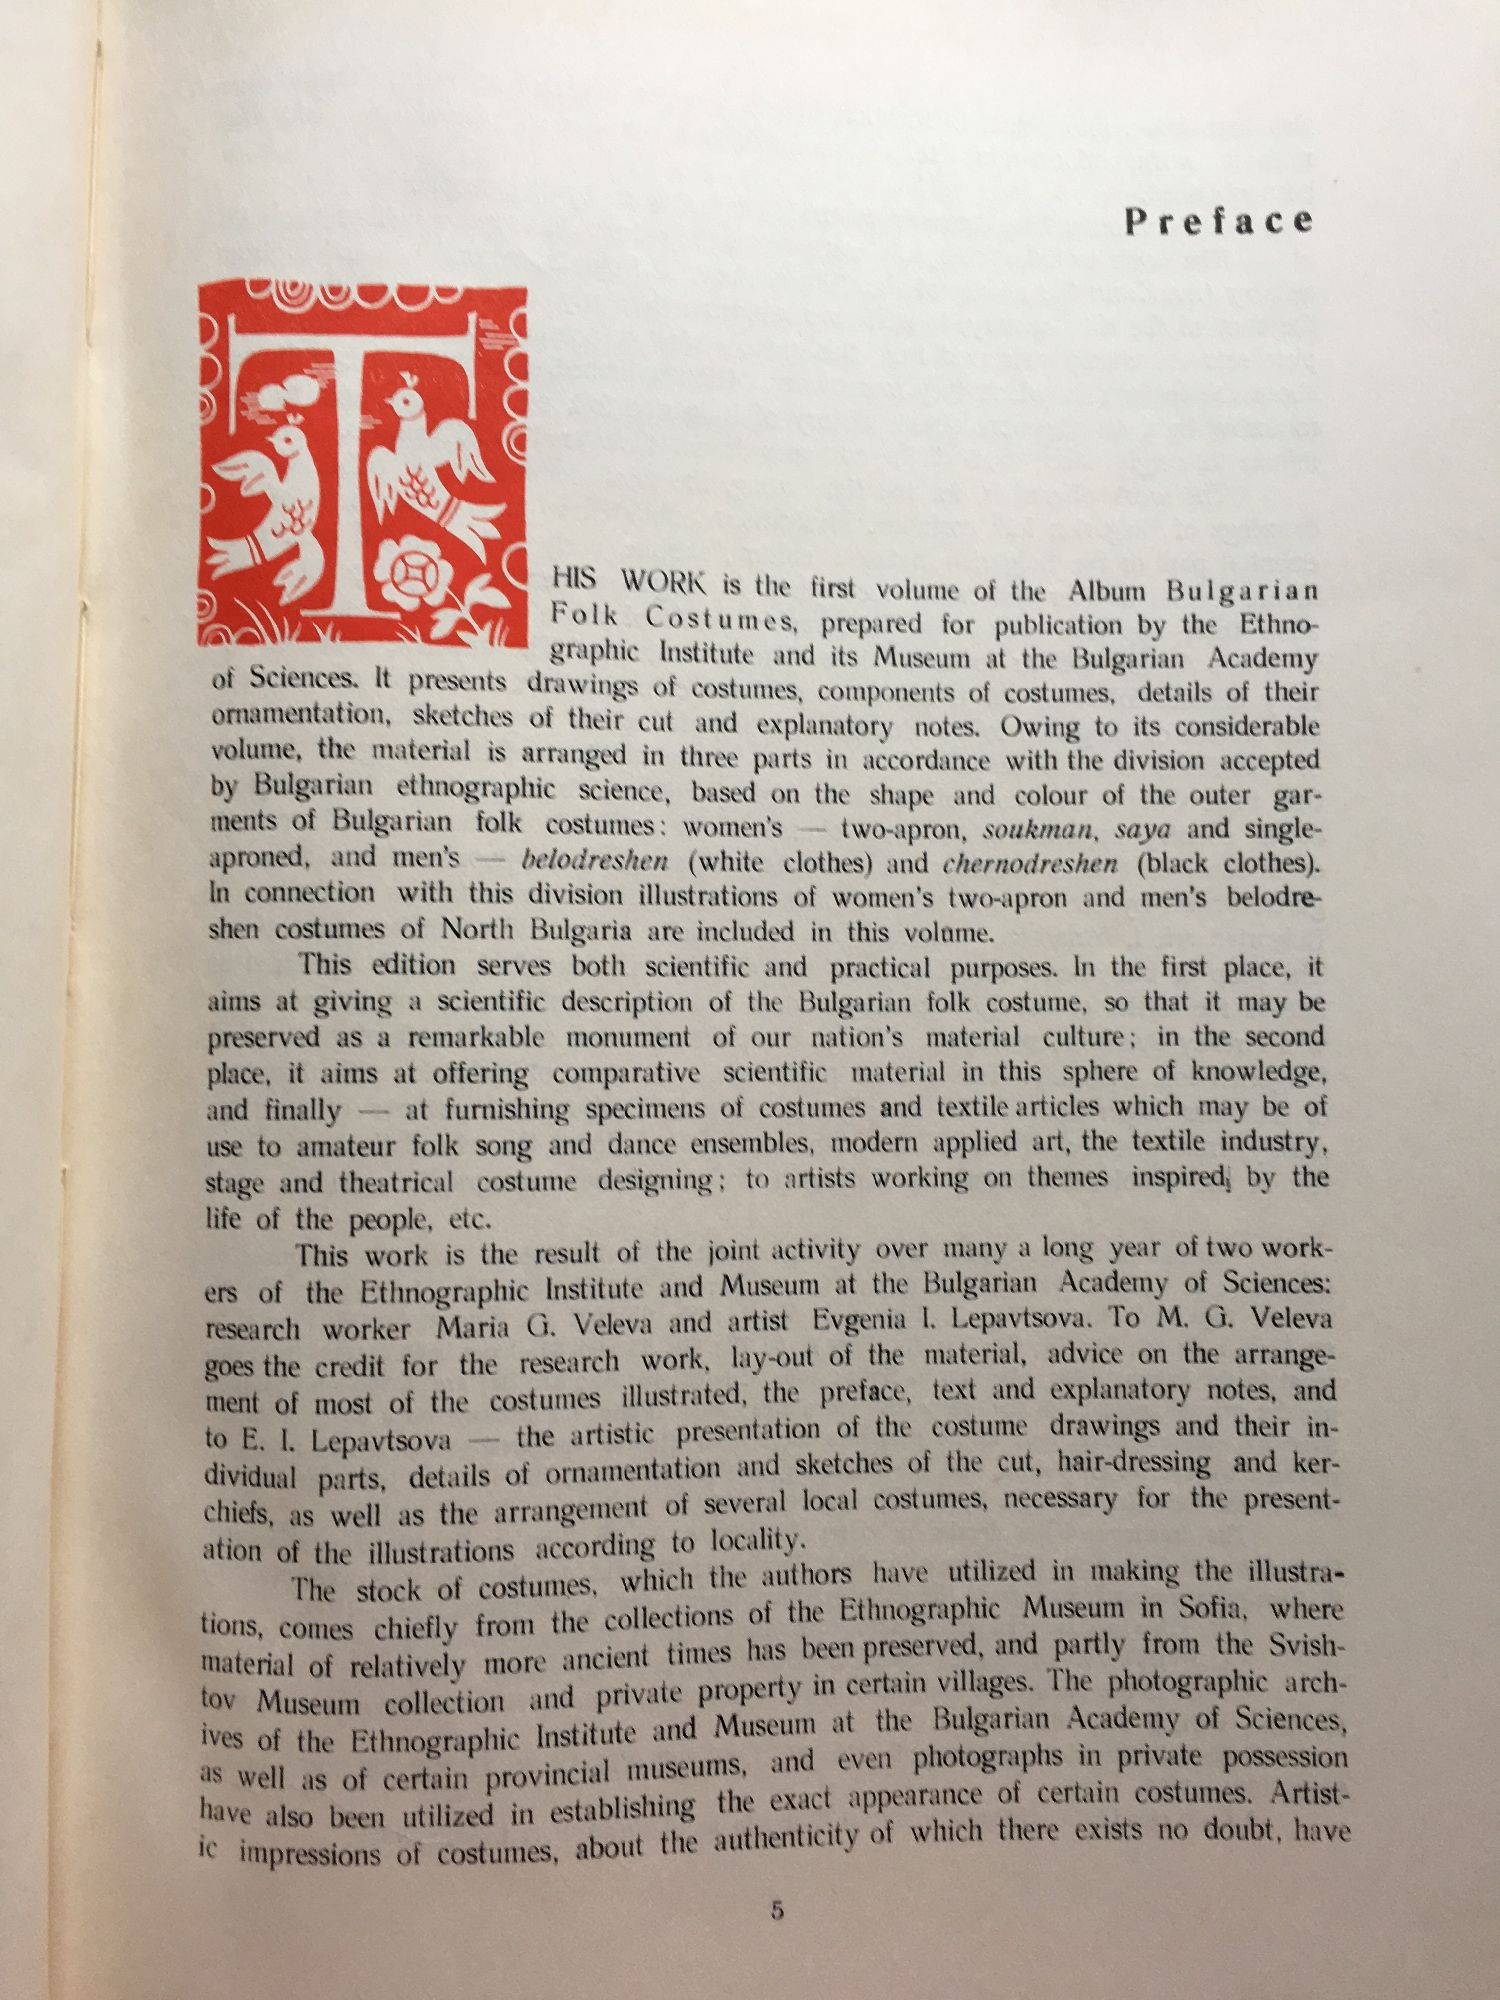 Preface
THIS WORK is the first volume of the Album Bulgarian
Folk Costumes, prepared for publication by the Ethno-
graphic Institute and its Museum at the Bulgarian Academy
of Sciences. It presents drawings of costumes, components of costumes, details of their
ornamentation, sketches of their cut and explanatory notes. Owing to its considerable
volume, the material is arranged in three parts in accordance with the division accepted
by Bulgarian ethnographic science, based on the shape and colour of the outer gar-
ments of Bulgarian folk costumes: women's — two-apron, soukman, saya and single-
aproned, and men's — belodreshen (white clothes) and chernodreshen (black clothes).
In connection with this division illustrations of women's two-apron and men's belodre-
shen costumes of North Bulgaria are included in this volume.
This edition serves both scientific and practical purposes. In the first place, it
aims at giving a scientific description of the Bulgarian folk costume, so that it may be
preserved as a remarkable monument of our nation's material culture; in the second
place, it aims at offering comparative scientific material in this sphere of knowledge,
and finally — at furnishing specimens of costumes and textile articles which may be of
use to amateur folk song and dance ensembles, modern applied art, the textile industry,
stage and theatrical costume designing; to artists working on themes inspired; by the
life of the people, etc.
This work is the result of the joint activity over many a long year of two work-
ers of the Ethnographic Institute and Museum at the Bulgarian Academy of Sciences:
research worker Maria G. Veleva and artist Evgenia I. Lepavtsova. To M. G. Veleva
goes the credit for the research work, lay-out of the material, advice on the arrange-
ment of most of the costumes illustrated, the preface, text and explanatory notes, and
to E. I. Lepavtsova — the artistic presentation of the costume drawings and their in-
dividual parts, details of ornamentation and sketches of the cut, hair-dressing and ker-
chiefs, as well as the arrangement of several local costumes, necessary for the present-
ation of the illustrations according to locality.
The stock of costumes, which the authors have utilized in making the illustra-
tions, comes chiefly from the collections of the Ethnographic Museum in Sofia, where
material of relatively more ancient times has been preserved, and partly from the Svish-
tov Museum collection and private property in certain villages. The photographic arch-
ives of the Ethnographic Institute and Museum at the Bulgarian Academy of Sciences,
as well as of certain provincial museums, and even photographs in private possession
have also been utilized in establishing the exact appearance of certain costumes. Artist-
ic impressions of costumes, about the authenticity of which there exists no doubt, have
5